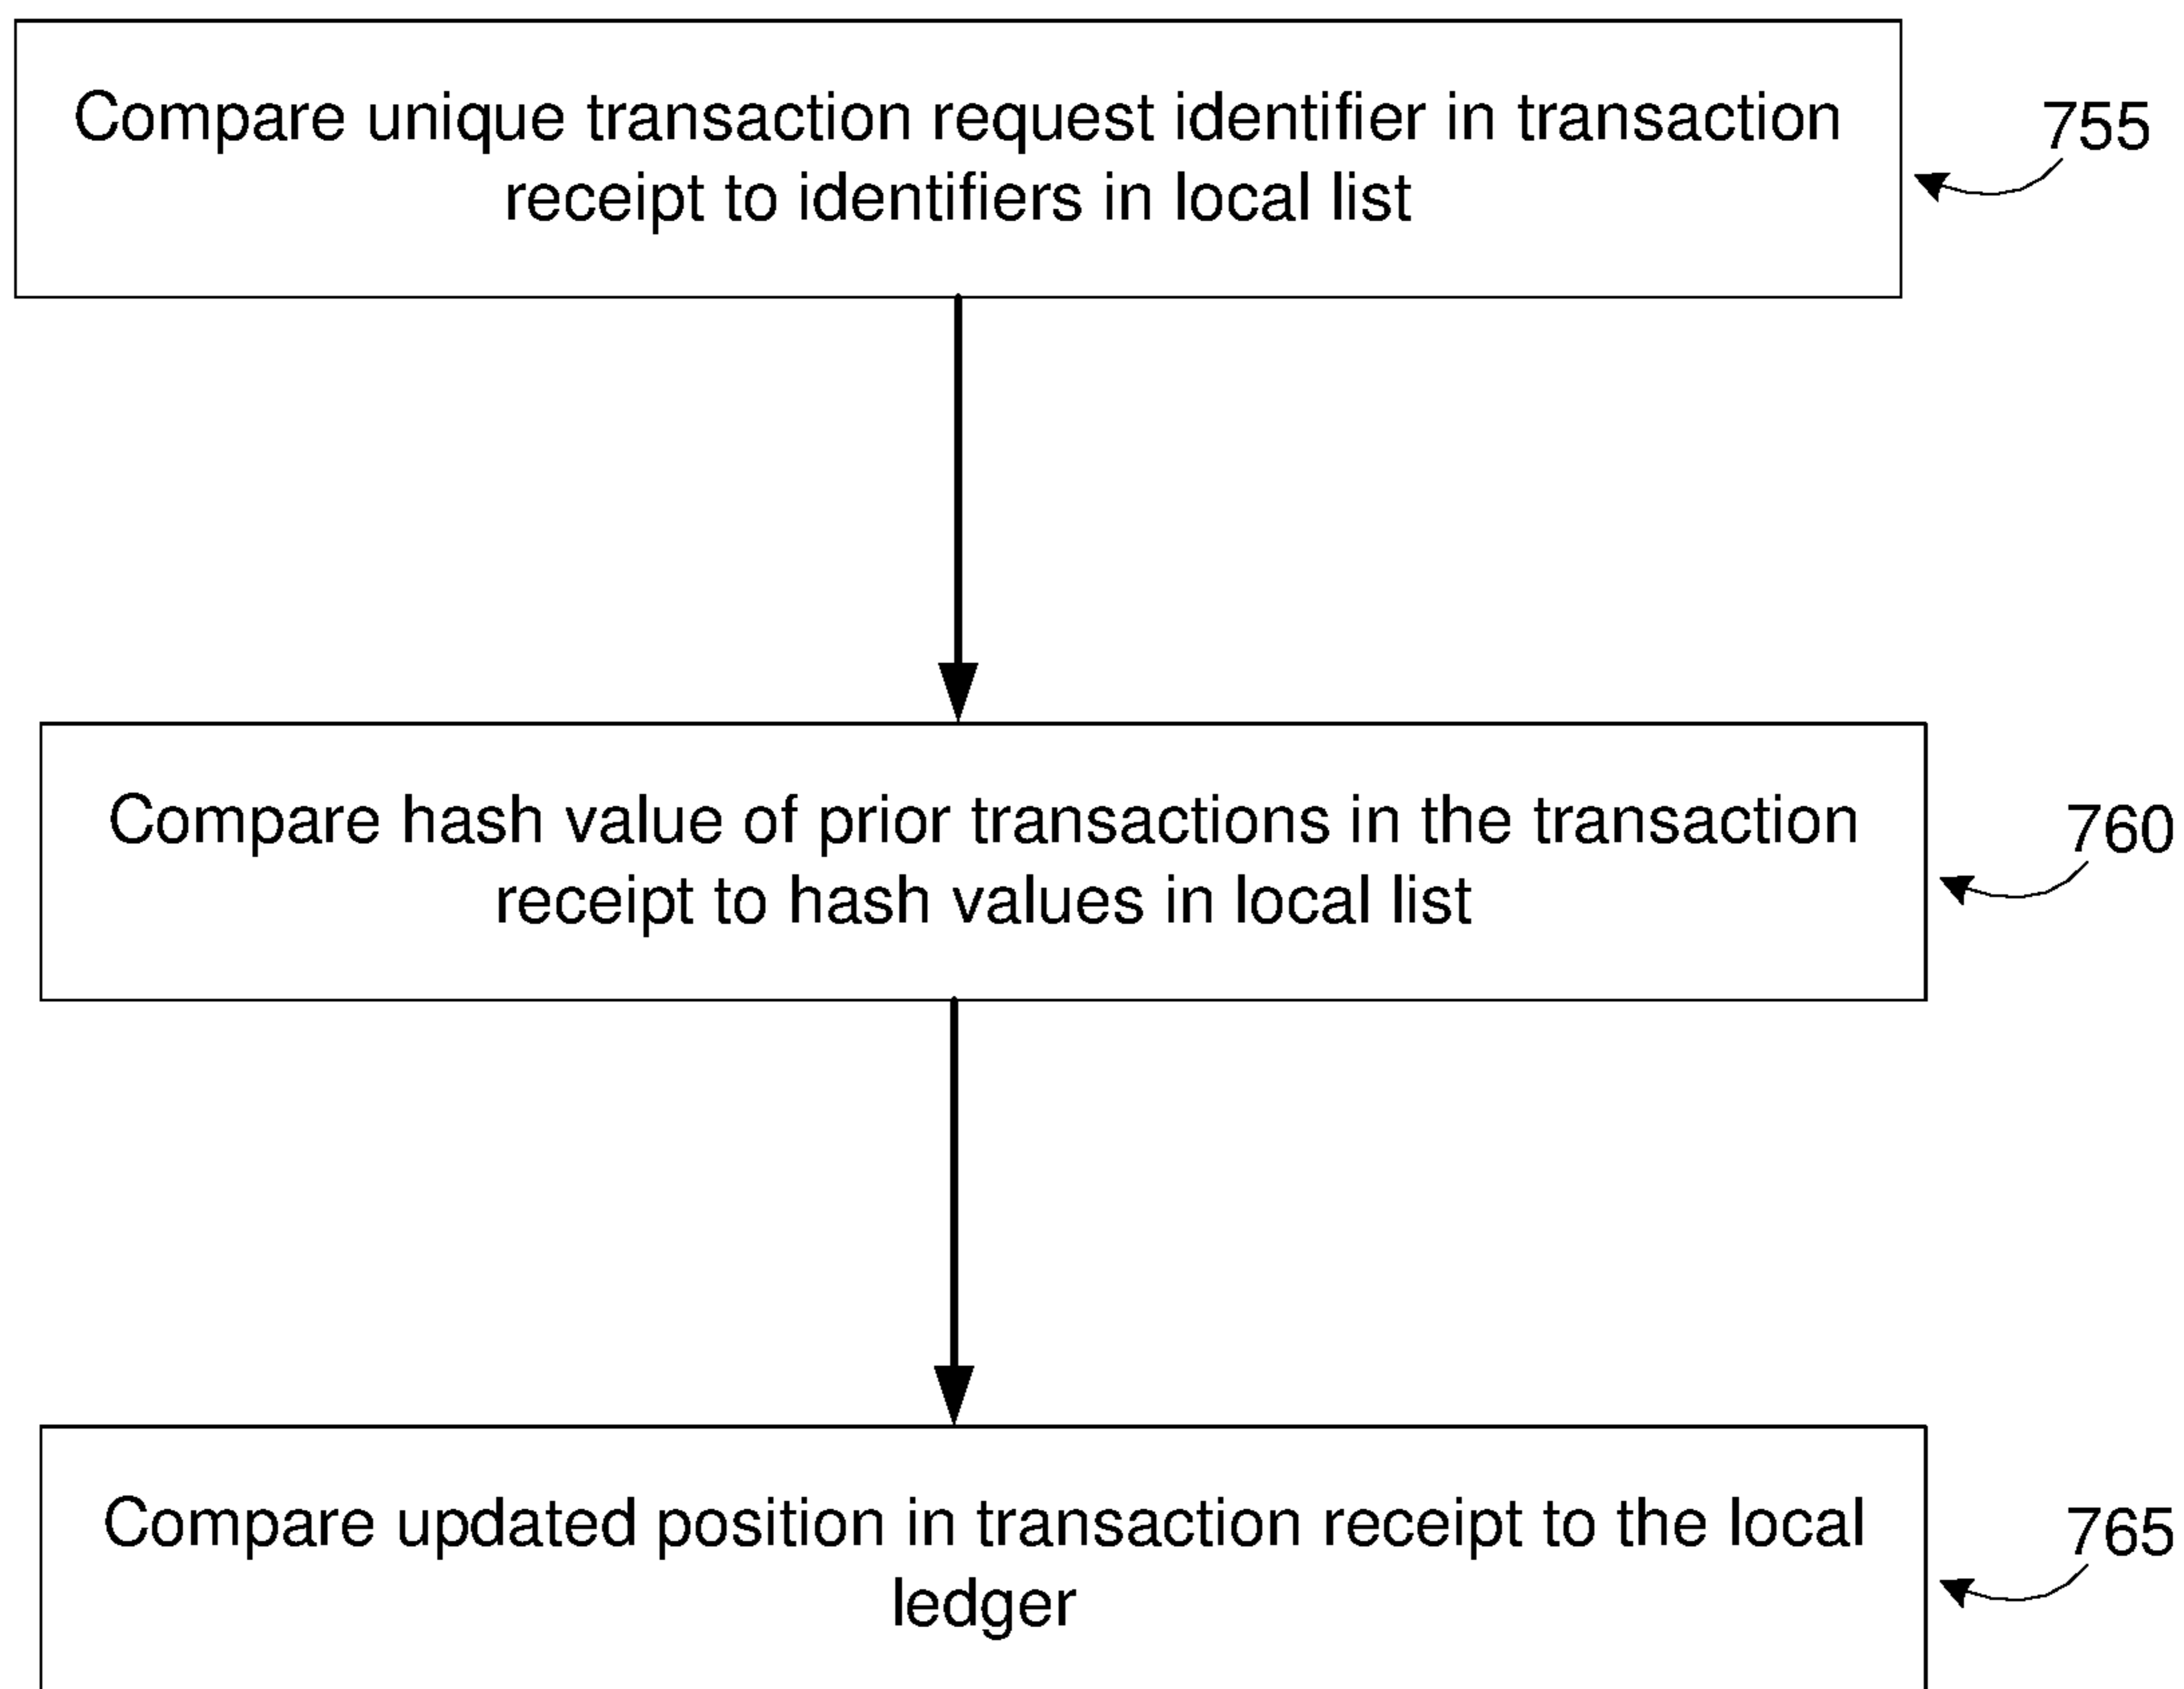 Compare unique transaction request identifier in transaction
receipt to identifiers in local list
755
Compare hash value of prior transactions in the transaction
receipt to hash values in local list
760
Compare updated position in transaction receipt to the local
ledger
765